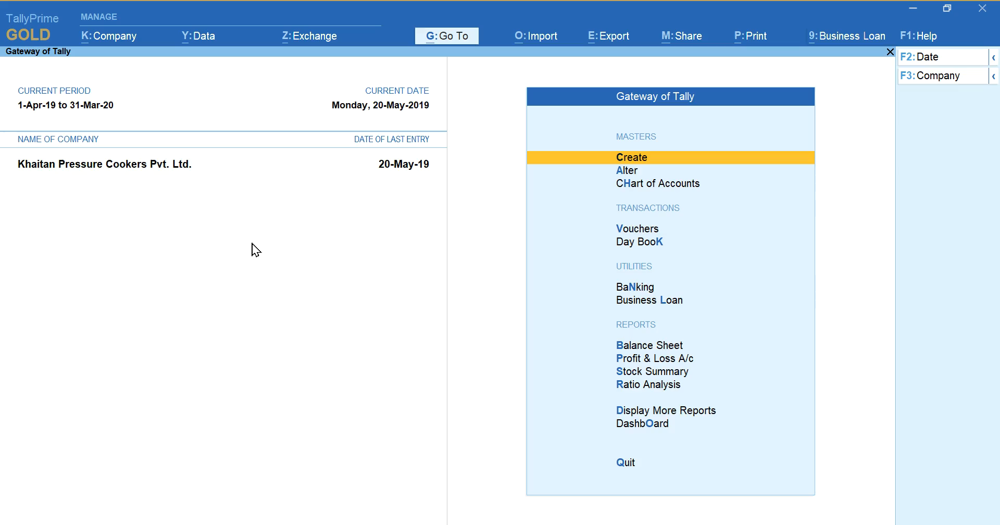 TallyPrime
GOLD
MANAGE
K:Company Y:Data Z:Exchange G:Go To O:Import E:Export M:Share P:Print 9:Business Loan F1:Help
Gateway of Tally
F2:Date
F3:Company
CURRENT PERIOD CURRENT DATE
1-Apr-19 to 31-Mar-20 Monday, 20-May-2019
NAME OF COMPANY DATE OF LAST ENTRY
Khaitan Pressure Cookers Pvt. Ltd. 20-May-19
Gateway of Tally
MASTERS
Create
Alter
CHart of Accounts
TRANSACTIONS
Vouchers
Day BooK
UTILITIES
BaNking
Business Loan
REPORTS
Balance Sheet
Profit & Loss A/c
Stock Summary
Ratio Analysis
Display More Reports
DashbOard
Quit